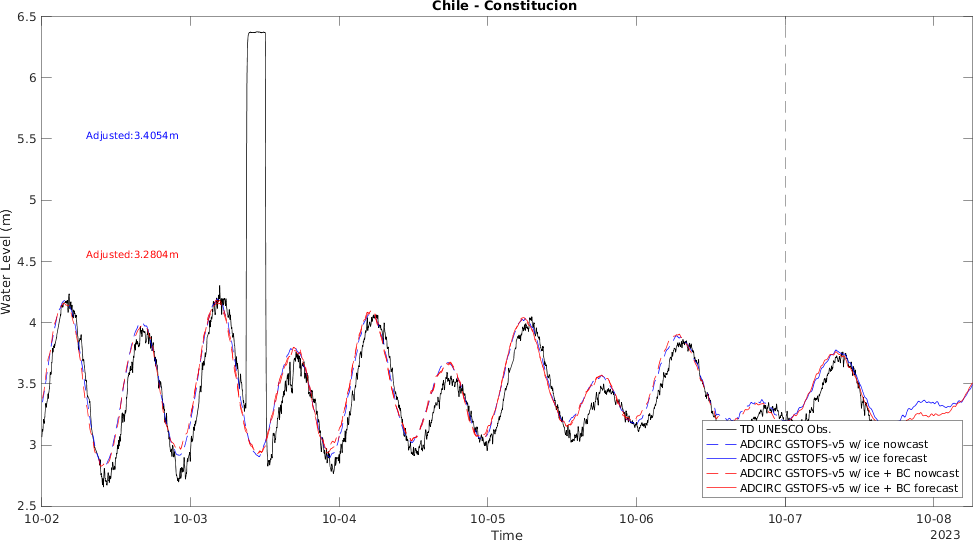 Chile - Constitucion
6.5
6
5.5
5
4.5
4
3.5
3
2.5
Water Level (m)
Adjusted:3.4054m
Adjusted:3.2804m
TD UNESCO Obs.
ADCIRC GSTOFS-v5 w/ ice nowcast
ADCIRC GSTOFS-v5 w/ ice forecast
ADCIRC GSTOFS-v5 w/ ice + BC nowcast
ADCIRC GSTOFS-v5 w/ ice + BC forecast
10-02 10-03 10-04 10-05 10-06 10-07 10-08
Time
2023